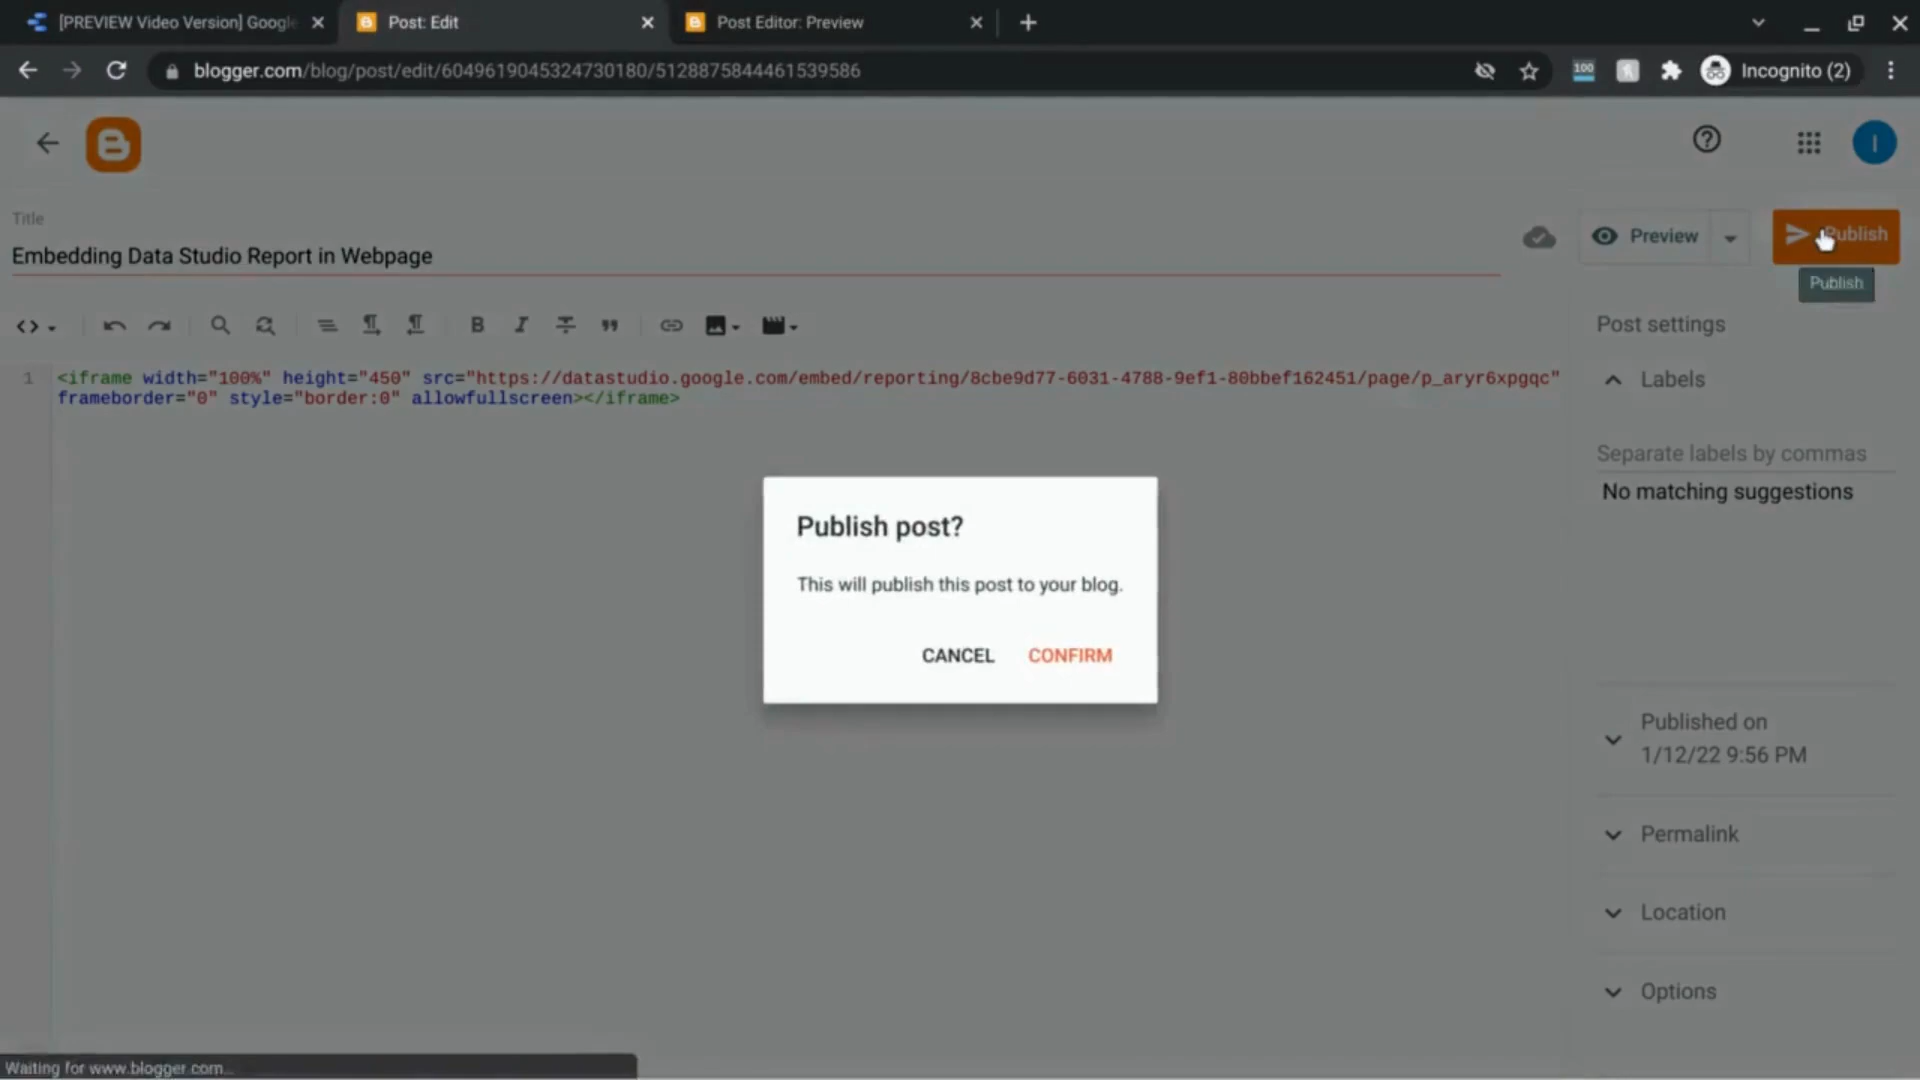 [PREVIEW Video Version] Google
Post: Edit
Post Editor: Preview
blogger.com/blog/post/edit/6049619045324730180/5128875844461539586
100
Incognito (2)
I
Title
Embedding Data Studio Report in Webpage
Preview
Publish
Publish
Post settings
Labels
Separate labels by commas
No matching suggestions
1
<iframe width="100%" height="450" src="https://datastudio.google.com/embed/reporting/8cbe9d77-6031-4788-9ef1-80bbef162451/page/p_aryr6xpgqc"
frameborder="0" style="border:0" allowfullscreen></iframe>
Publish post?
This will publish this post to your blog.
CANCEL
CONFIRM
Published on
1/12/22 9:56 PM
Permalink
Location
Options
Waiting for www.blogger.com...